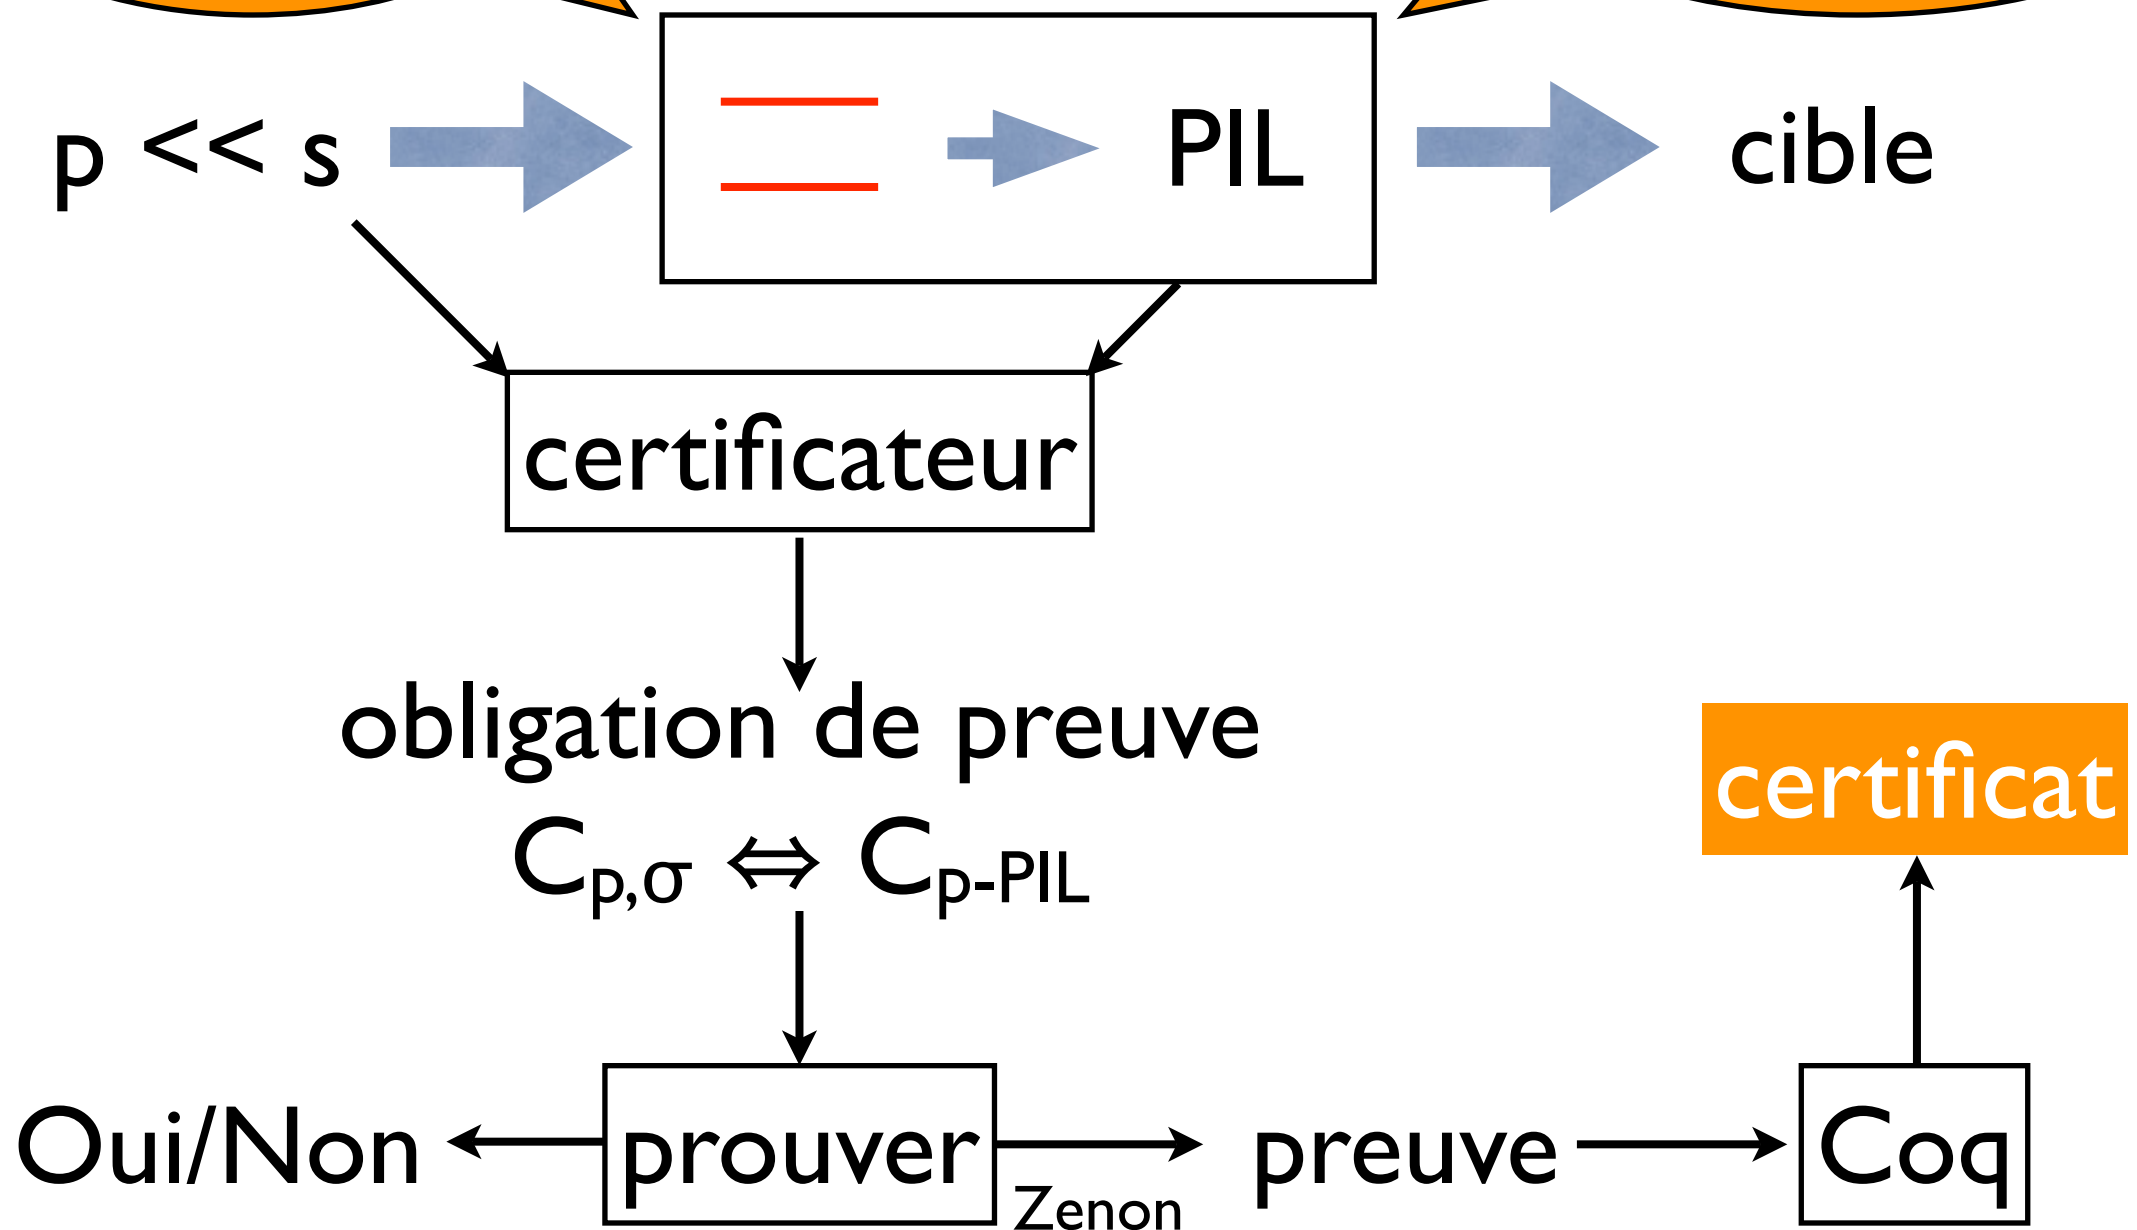 p << s
PIL
cible
certificateur
obligation de preuve
Cp,σ ⇔ Cp-PIL
certificat
Oui/Non
prouver
Zenon
preuve
Coq